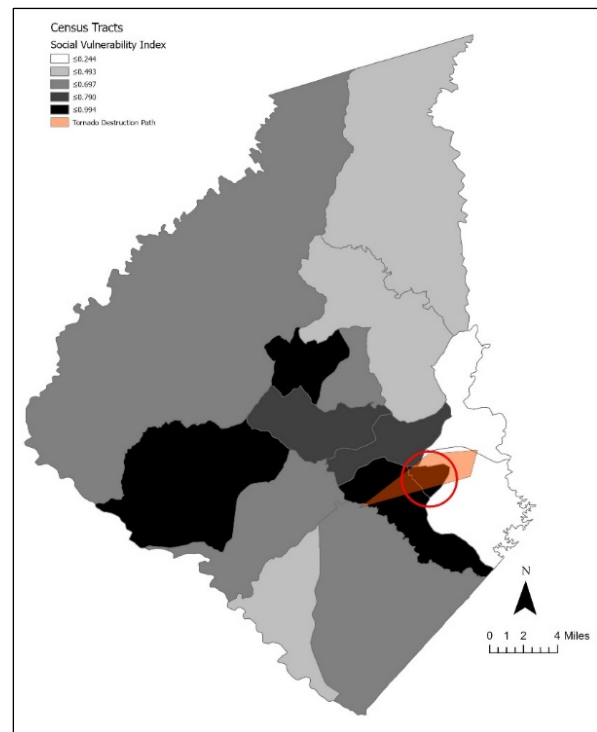 Census Tracts
Social Vulnerability Index
≤0.244
≤0.493
≤0.697
≤0.790
≤0.994
Tornado Destruction Path
N
0 1 2 4 Miles